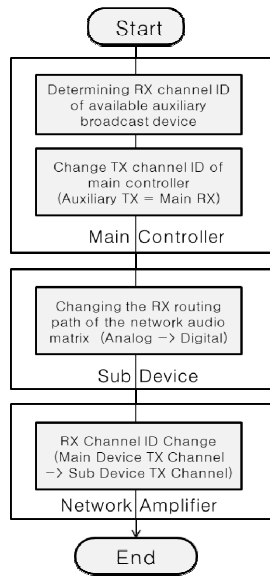 Start
Determining RX channel ID
of available auxiliary
broadcast device
Change TX channel ID of
main controller
(Auxiliary TX = Main RX)
Main Controller
Changing the RX routing
path of the network audio
matrix (Analog -> Digital)
Sub Device
RX Channel ID Change
(Main Device TX Channel
-> Sub Device TX Channel)
Network Amplifier
End